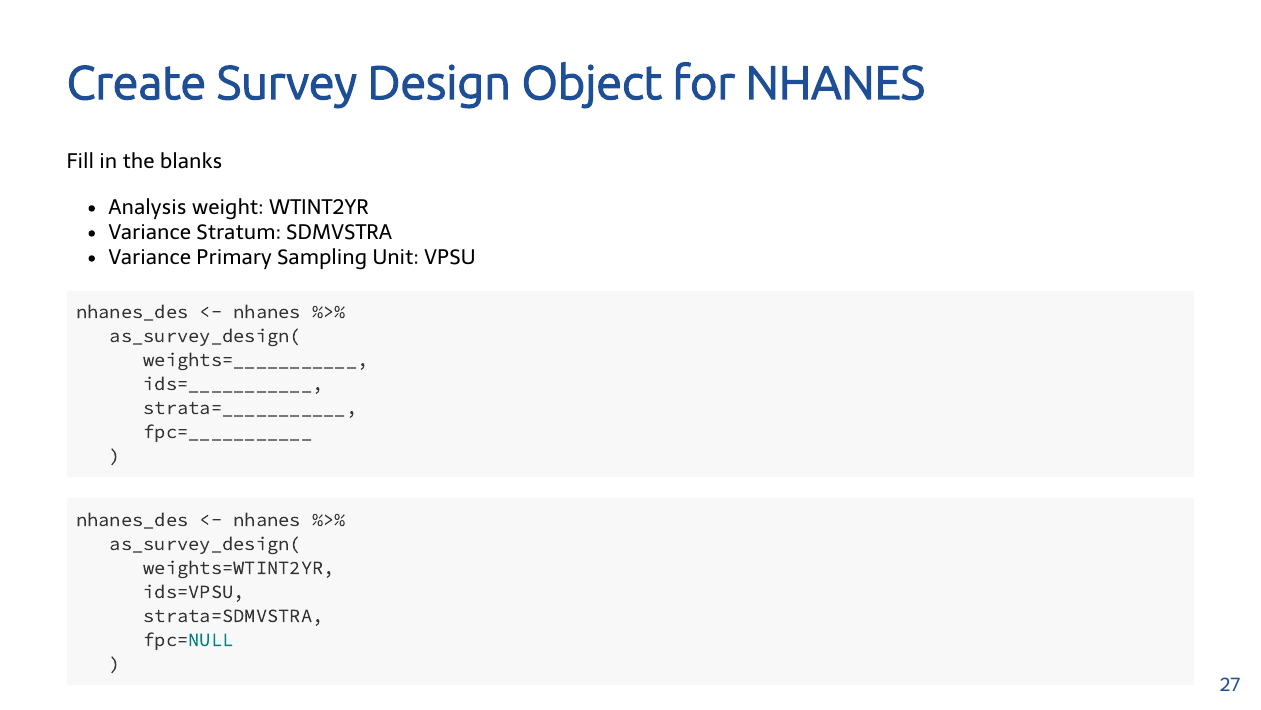 Create Survey Design Object for NHANES
Fill in the blanks
• Analysis weight: WTINT2YR
• Variance Stratum: SDMVSTRA
• Variance Primary Sampling Unit: VPSU
nhanes_des <- nhanes %>%
   as_survey_design(
      weights=___________,
      ids=___________,
      strata=___________,
      fpc=___________
   )
nhanes_des <- nhanes %>%
   as_survey_design(
      weights=WTINT2YR,
      ids=VPSU,
      strata=SDMVSTRA,
      fpc=NULL
   )
27